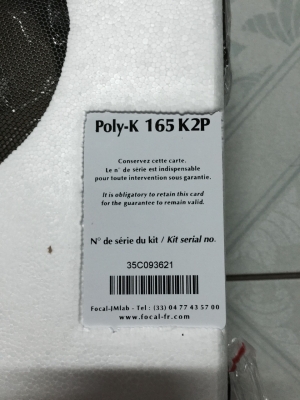 Poly-K 165 K2P
Conservez cette carte.
Le n° de série est indispensable
pour toute intervention sous garantie.
It is obligatory to retain this card
for the guarantee to remain valid.
N° de série du kit / Kit serial no.
35C093621
Focal-JMlab - Tel : (33) 04 77 43 57 00
www.focal-fr.com